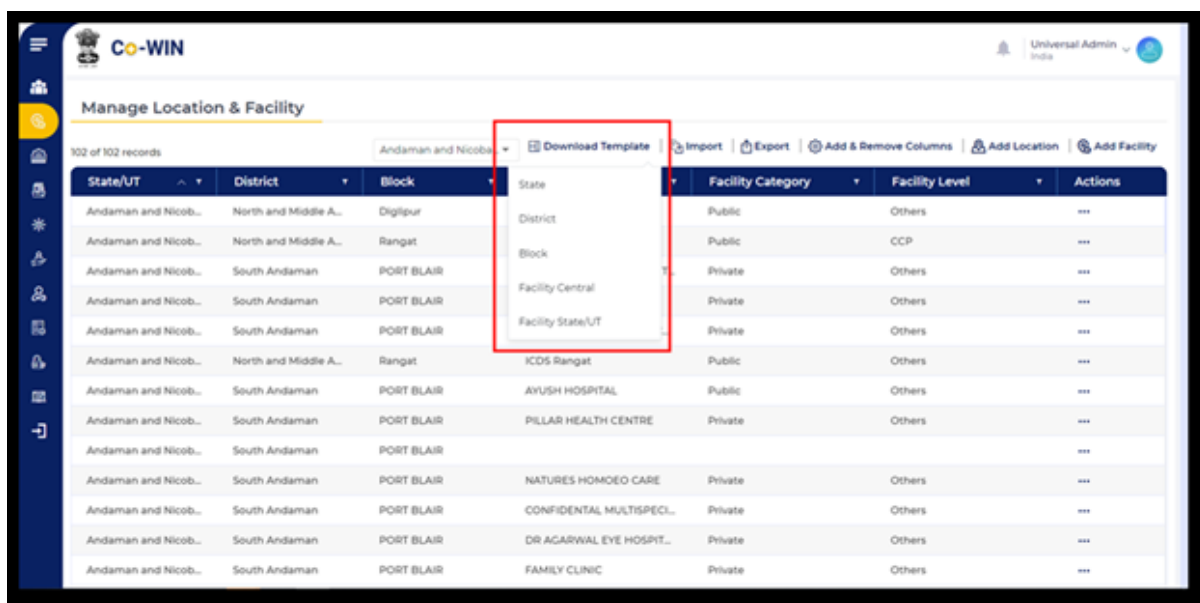 Co-WIN
Universal Admin
India
Manage Location & Facility
102 of 102 records Andaman and Nicoba... Download Template Import Export Add & Remove Columns Add Location Add Facility
State/UT District Block Facility Category Facility Level Actions
State
District
Block
Facility Central
Facility State/UT
Andaman and Nicob... North and Middle A... Diglipur Public Others ...
Andaman and Nicob... North and Middle A... Rangat Public CCP ...
Andaman and Nicob... South Andaman PORT BLAIR T... Private Others ...
Andaman and Nicob... South Andaman PORT BLAIR Private Others ...
Andaman and Nicob... South Andaman PORT BLAIR Private Others ...
Andaman and Nicob... North and Middle A... Rangat ICDS Rangat Public Others ...
Andaman and Nicob... South Andaman PORT BLAIR AYUSH HOSPITAL Public Others ...
Andaman and Nicob... South Andaman PORT BLAIR PILLAR HEALTH CENTRE Private Others ...
Andaman and Nicob... South Andaman PORT BLAIR ...
Andaman and Nicob... South Andaman PORT BLAIR NATURES HOMOEO CARE Private Others ...
Andaman and Nicob... South Andaman PORT BLAIR CONFIDENTAL MULTISPECI... Private Others ...
Andaman and Nicob... South Andaman PORT BLAIR DR AGARWAL EYE HOSPIT... Private Others ...
Andaman and Nicob... South Andaman PORT BLAIR FAMILY CLINIC Private Others ...